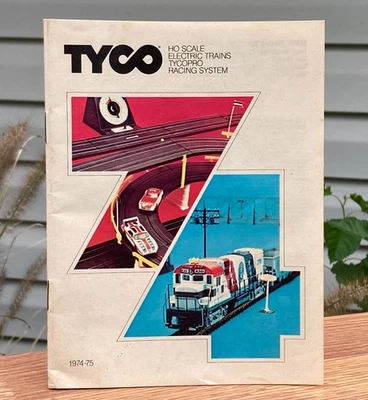 TYCO
HO SCALE
ELECTRIC TRAINS
TYCOPRO
RACING SYSTEM
1974-75